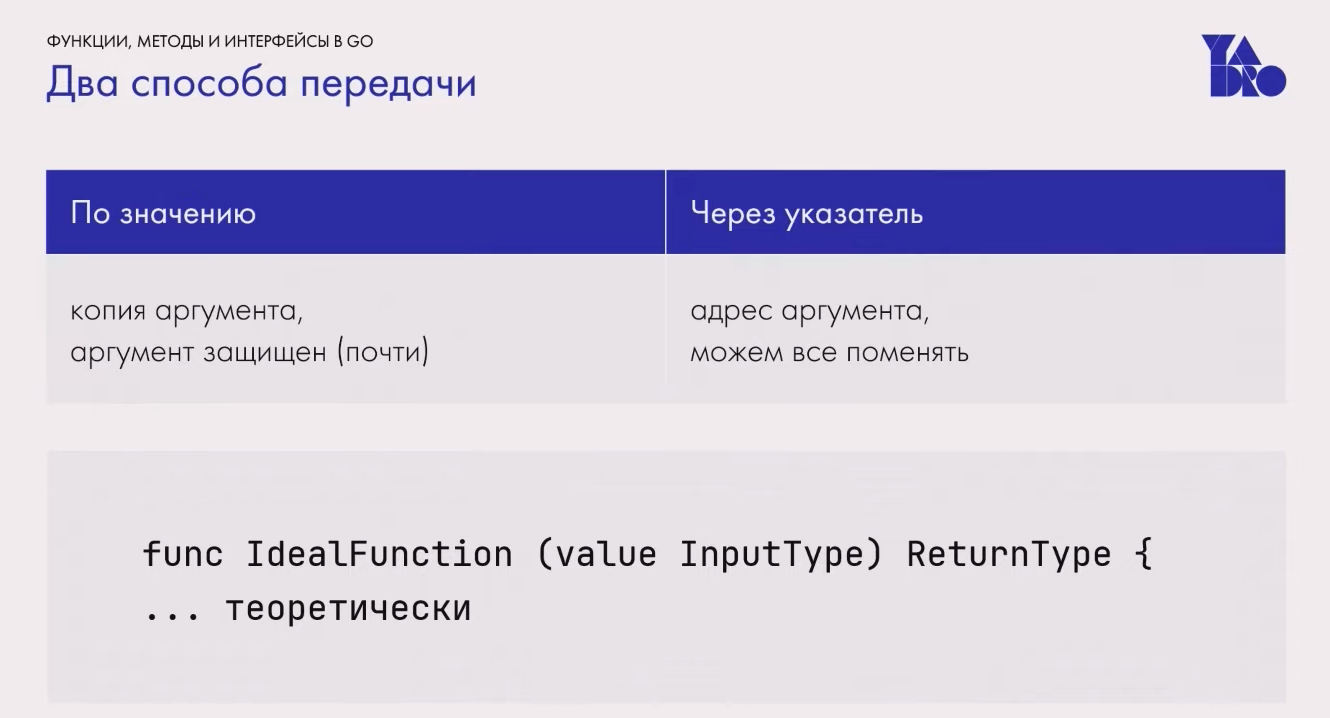 ФУНКЦИИ, МЕТОДЫ И ИНТЕРФЕЙСЫ В GO
Два способа передачи
YADRO
По значению
Через указатель
копия аргумента,
аргумент защищен (почти)
адрес аргумента,
можем все поменять
func IdealFunction (value InputType) ReturnType {
... теоретически